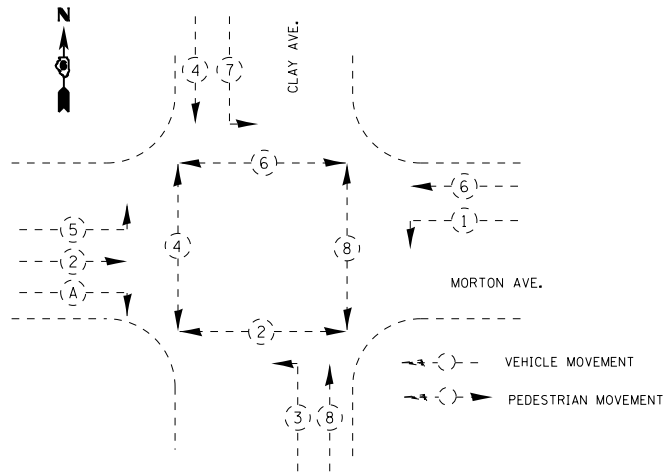 N
CLAY AVE.
4
7
6
6
5
4
1
2
8
MORTON AVE.
A
2
VEHICLE MOVEMENT
3
8
PEDESTRIAN MOVEMENT